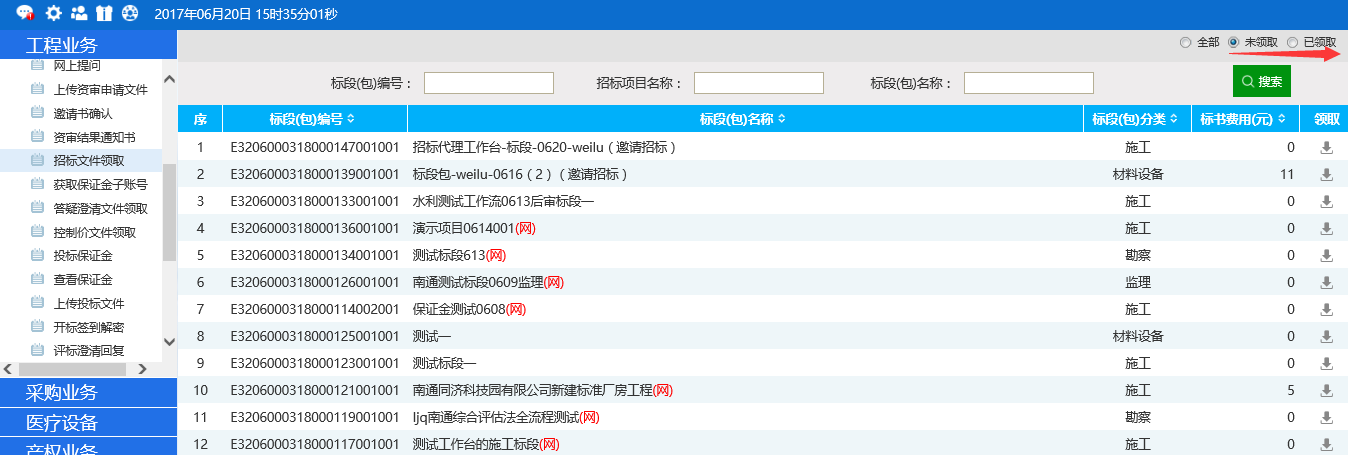 2017年06月20日 15时35分01秒
工程业务
网上提问
上传资审申请文件
邀请书确认
资审结果通知书
招标文件领取
获取保证金子账号
答疑澄清文件领取
控制价文件领取
投标保证金
查看保证金
上传投标文件
开标签到解密
评标澄清回复
采购业务
医疗设备
产权业务
全部 未领取 已领取
标段(包)编号： 招标项目名称： 标段(包)名称： 搜索
序 标段(包)编号 标段(包)名称 标段(包)分类 标书费用(元) 领取
1 E3206000318000147001001 招标代理工作台-标段-0620-weilu（邀请招标） 施工 0
2 E3206000318000139001001 标段包-weilu-0616（2）（邀请招标） 材料设备 11
3 E3206000318000133001001 水利测试工作流0613后审标段一 施工 0
4 E3206000318000136001001 演示项目0614001(网) 施工 0
5 E3206000318000134001001 测试标段613(网) 勘察 0
6 E3206000318000126001001 南通测试标段0609监理(网) 监理 0
7 E3206000318000114002001 保证金测试0608(网) 施工 0
8 E3206000318000125001001 测试一 材料设备 0
9 E3206000318000123001001 测试标段一 施工 0
10 E3206000318000121001001 南通同济科技园有限公司新建标准厂房工程(网) 施工 5
11 E3206000318000119001001 ljq南通综合评估法全流程测试(网) 勘察 0
12 E3206000318000117001001 测试工作台的施工标段(网) 施工 0